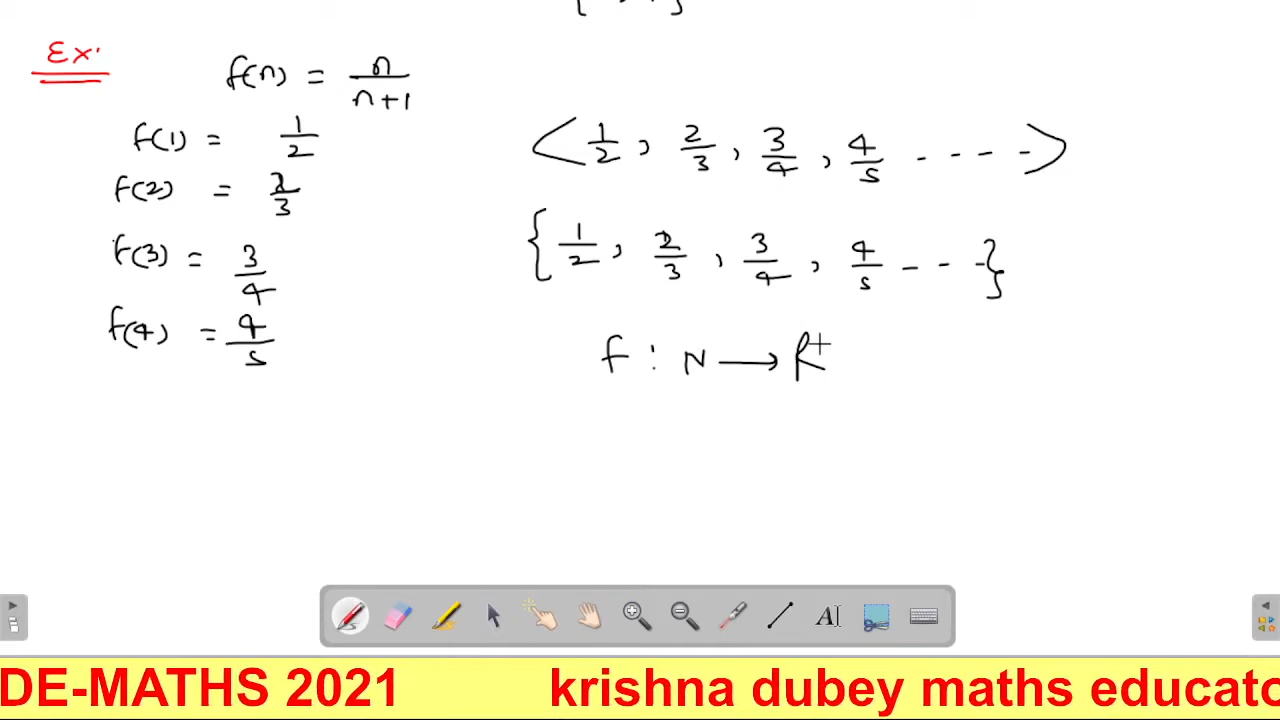 Ex.
f(n) = n/(n+1)
f(1) = 1/2
f(2) = 2/3
f(3) = 3/4
f(4) = 4/5
< 1/2 , 2/3 , 3/4 , 4/5 - - - - >
{ 1/2 , 2/3 , 3/4 , 4/5 - - - }
f : N ⟶ R⁺
AI
DE-MATHS 2021 krishna dubey maths educato